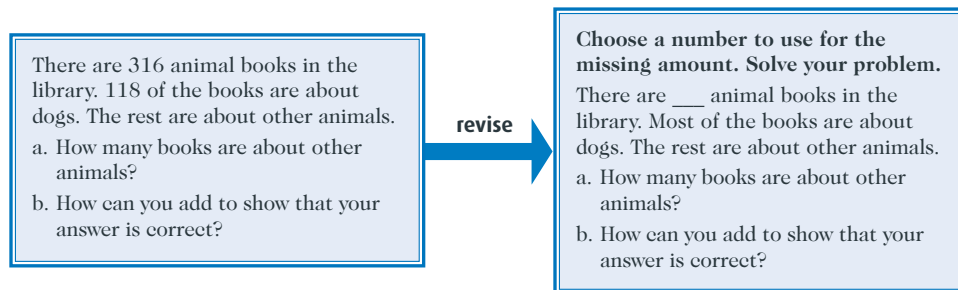 There are 316 animal books in the
library. 118 of the books are about
dogs. The rest are about other animals.
a. How many books are about other
animals?
b. How can you add to show that your
answer is correct?
revise
Choose a number to use for the
missing amount. Solve your problem.
There are ___ animal books in the
library. Most of the books are about
dogs. The rest are about other animals.
a. How many books are about other
animals?
b. How can you add to show that your
answer is correct?